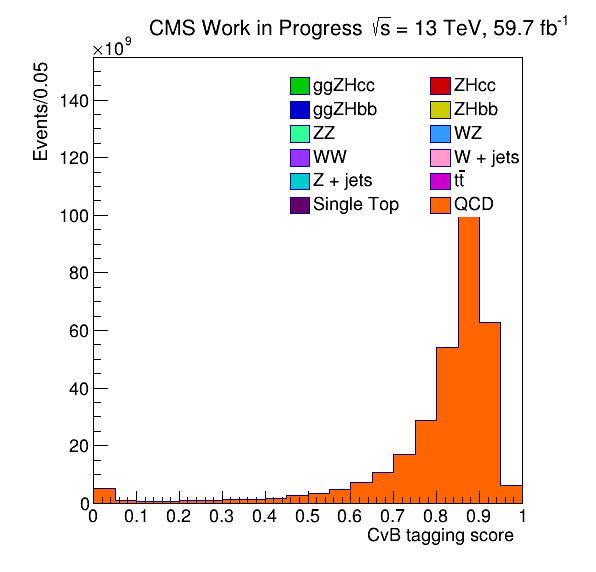 CMS Work in Progress √s = 13 TeV, 59.7 fb⁻¹
×10⁹
Events/0.05
140
120
100
80
60
40
20
0
ggZHcc ZHcc
ggZHbb ZHbb
ZZ WZ
WW W + jets
Z + jets tt̄
Single Top QCD
0 0.1 0.2 0.3 0.4 0.5 0.6 0.7 0.8 0.9 1
CvB tagging score